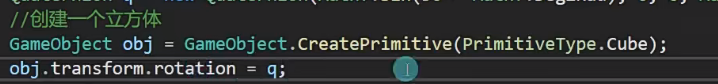 //创建一个立方体
GameObject obj = GameObject.CreatePrimitive(PrimitiveType.Cube);
obj.transform.rotation = q;